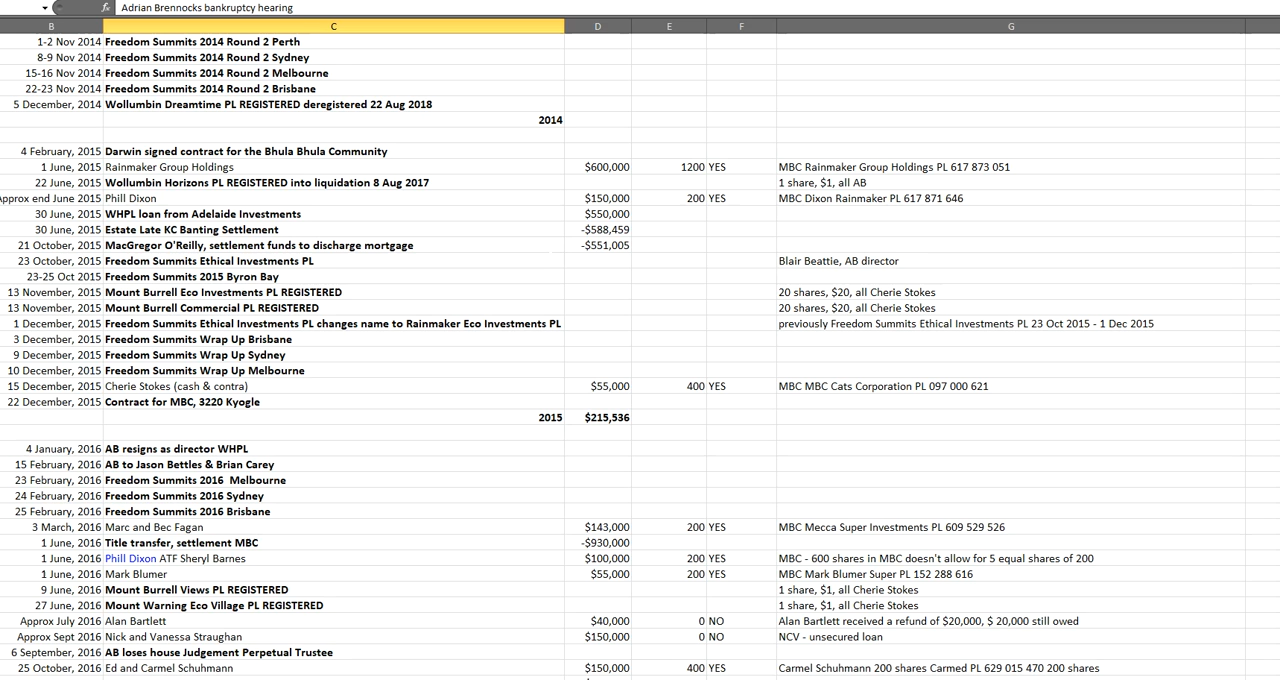 fx Adrian Brennocks bankruptcy hearing
B C D E F G
1-2 Nov 2014 Freedom Summits 2014 Round 2 Perth
8-9 Nov 2014 Freedom Summits 2014 Round 2 Sydney
15-16 Nov 2014 Freedom Summits 2014 Round 2 Melbourne
22-23 Nov 2014 Freedom Summits 2014 Round 2 Brisbane
5 December, 2014 Wollumbin Dreamtime PL REGISTERED deregistered 22 Aug 2018
2014
4 February, 2015 Darwin signed contract for the Bhula Bhula Community
1 June, 2015 Rainmaker Group Holdings $600,000 1200 YES MBC Rainmaker Group Holdings PL 617 873 051
22 June, 2015 Wollumbin Horizons PL REGISTERED into liquidation 8 Aug 2017 1 share, $1, all AB
Approx end June 2015 Phill Dixon $150,000 200 YES MBC Dixon Rainmaker PL 617 871 646
30 June, 2015 WHPL loan from Adelaide Investments $550,000
30 June, 2015 Estate Late KC Banting Settlement -$588,459
21 October, 2015 MacGregor O'Reilly, settlement funds to discharge mortgage -$551,005
23 October, 2015 Freedom Summits Ethical Investments PL Blair Beattie, AB director
23-25 Oct 2015 Freedom Summits 2015 Byron Bay
13 November, 2015 Mount Burrell Eco Investments PL REGISTERED 20 shares, $20, all Cherie Stokes
13 November, 2015 Mount Burrell Commercial PL REGISTERED 20 shares, $20, all Cherie Stokes
1 December, 2015 Freedom Summits Ethical Investments PL changes name to Rainmaker Eco Investments PL previously Freedom Summits Ethical Investments PL 23 Oct 2015 - 1 Dec 2015
3 December, 2015 Freedom Summits Wrap Up Brisbane
9 December, 2015 Freedom Summits Wrap Up Sydney
10 December, 2015 Freedom Summits Wrap Up Melbourne
15 December, 2015 Cherie Stokes (cash & contra) $55,000 400 YES MBC MBC Cats Corporation PL 097 000 621
22 December, 2015 Contract for MBC, 3220 Kyogle
2015 $215,536
4 January, 2016 AB resigns as director WHPL
15 February, 2016 AB to Jason Bettles & Brian Carey
23 February, 2016 Freedom Summits 2016 Melbourne
24 February, 2016 Freedom Summits 2016 Sydney
25 February, 2016 Freedom Summits 2016 Brisbane
3 March, 2016 Marc and Bec Fagan $143,000 200 YES MBC Mecca Super Investments PL 609 529 526
1 June, 2016 Title transfer, settlement MBC -$930,000
1 June, 2016 Phill Dixon ATF Sheryl Barnes $100,000 200 YES MBC - 600 shares in MBC doesn't allow for 5 equal shares of 200
1 June, 2016 Mark Blumer $55,000 200 YES MBC Mark Blumer Super PL 152 288 616
9 June, 2016 Mount Burrell Views PL REGISTERED 1 share, $1, all Cherie Stokes
27 June, 2016 Mount Warning Eco Village PL REGISTERED 1 share, $1, all Cherie Stokes
Approx July 2016 Alan Bartlett $40,000 0 NO Alan Bartlett received a refund of $20,000, $ 20,000 still owed
Approx Sept 2016 Nick and Vanessa Straughan $150,000 0 NO NCV - unsecured loan
6 September, 2016 AB loses house Judgement Perpetual Trustee
25 October, 2016 Ed and Carmel Schuhmann $150,000 400 YES Carmel Schuhmann 200 shares Carmed PL 629 015 470 200 shares